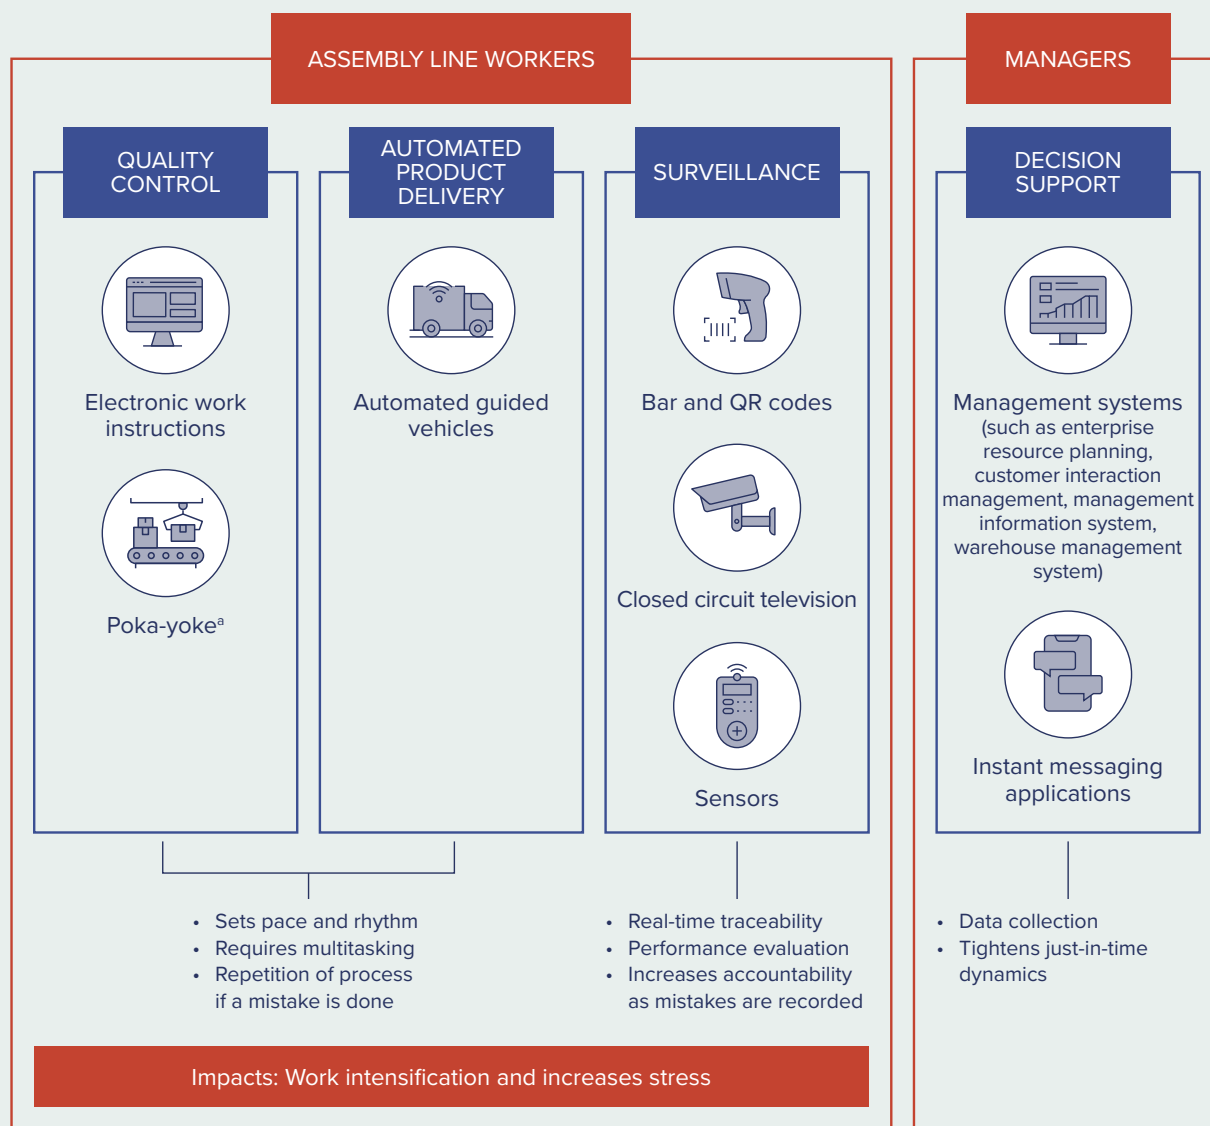 ASSEMBLY LINE WORKERS
QUALITY
CONTROL
Electronic work
instructions
Poka-yokeᵃ
AUTOMATED
PRODUCT
DELIVERY
Automated guided
vehicles
SURVEILLANCE
Bar and QR codes
Closed circuit television
Sensors
• Sets pace and rhythm
• Requires multitasking
• Repetition of process
if a mistake is done
• Real-time traceability
• Performance evaluation
• Increases accountability
as mistakes are recorded
Impacts: Work intensification and increases stress
MANAGERS
DECISION
SUPPORT
Management systems
(such as enterprise
resource planning,
customer interaction
management, management
information system,
warehouse management
system)
Instant messaging
applications
• Data collection
• Tightens just-in-time
dynamics